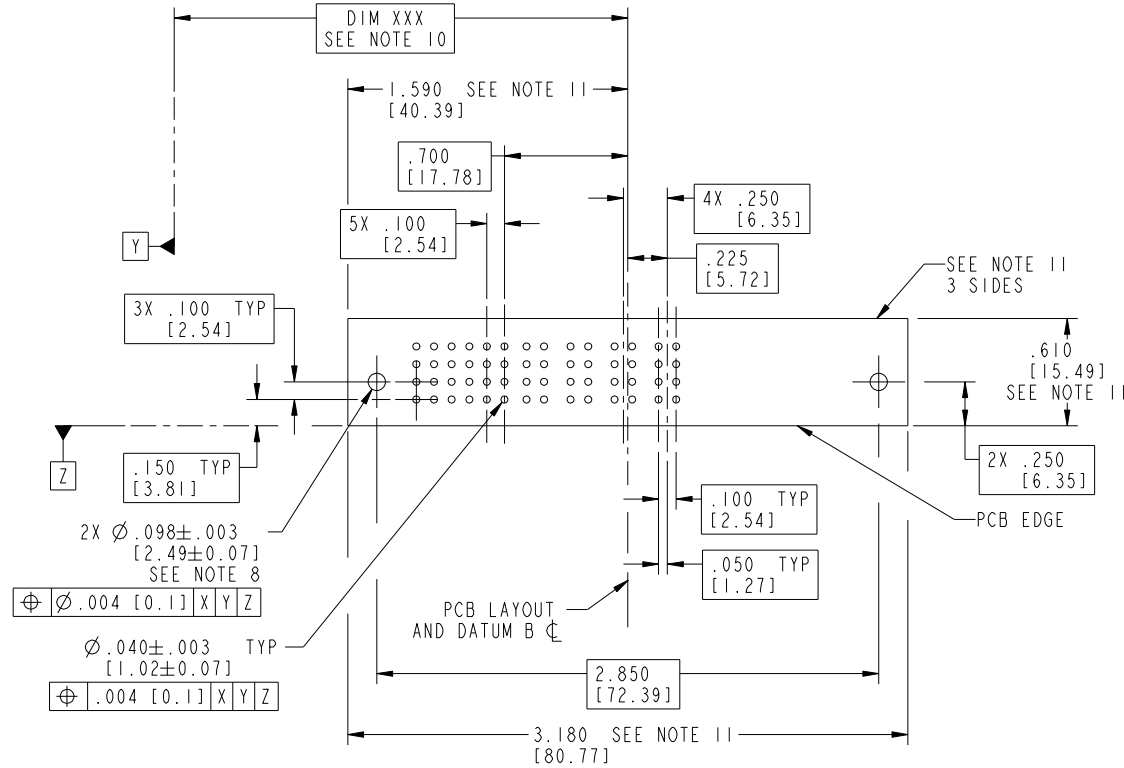 DIM XXX
SEE NOTE 10
1.590 SEE NOTE 11
[40.39]
.700
[17.78]
4X .250
[6.35]
5X .100
[2.54]
.225
[5.72]
Y
SEE NOTE 11
3 SIDES
3X .100 TYP
[2.54]
.610
[15.49]
SEE NOTE 11
Z
.150 TYP
[3.81]
2X .250
[6.35]
.100 TYP
[2.54]
PCB EDGE
2X Ø.098±.003
[2.49±0.07]
SEE NOTE 8
⌖ Ø.004 [0.1] X Y Z
.050 TYP
[1.27]
PCB LAYOUT
AND DATUM B ℄
Ø.040±.003 TYP
[1.02±0.07]
⌖ .004 [0.1] X Y Z
2.850
[72.39]
3.180 SEE NOTE 11
[80.77]